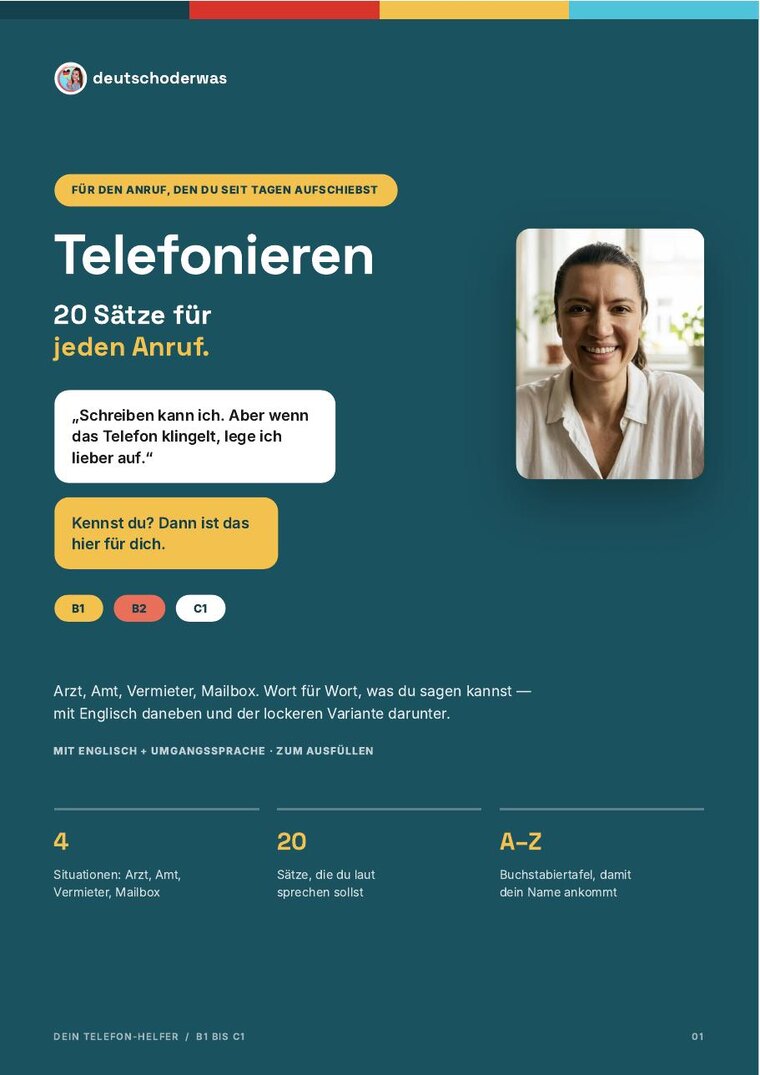 deutschoderwas
FÜR DEN ANRUF, DEN DU SEIT TAGEN AUFSCHIEBST
Telefonieren
20 Sätze für
jeden Anruf.
„Schreiben kann ich. Aber wenn
das Telefon klingelt, lege ich
lieber auf.“
Kennst du? Dann ist das
hier für dich.
B1 B2 C1
Arzt, Amt, Vermieter, Mailbox. Wort für Wort, was du sagen kannst —
mit Englisch daneben und der lockeren Variante darunter.
MIT ENGLISCH + UMGANGSSPRACHE · ZUM AUSFÜLLEN
4
Situationen: Arzt, Amt,
Vermieter, Mailbox
20
Sätze, die du laut
sprechen sollst
A–Z
Buchstabiertafel, damit
dein Name ankommt
DEIN TELEFON-HELFER / B1 BIS C1
01